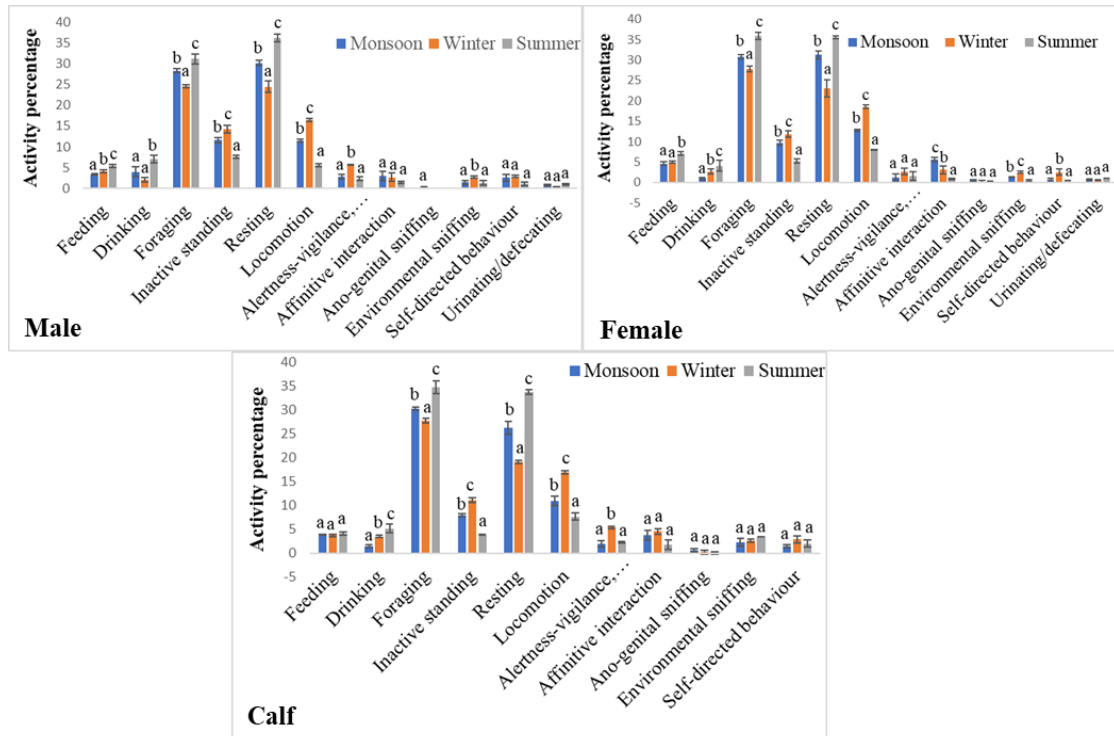 40
35
30
25
20
15
10
5
0
Activity percentage
Monsoon Winter Summer
a b c
a a b
b a c
b c a
b a c
b c a
a b a
a a a
a
a b a
a a a
a a a
Feeding
Drinking
Foraging
Inactive standing
Resting
Locomotion
Alertness-vigilance,…
Affinitive interaction
Ano-genital sniffing
Environmental sniffing
Self-directed behaviour
Urinating/defecating
Male
40
35
30
25
20
15
10
5
0
-5
Activity percentage
Monsoon Winter Summer
a a b
a b c
b a c
b c a
b a c
b c a
a a a
c b a
a a a
b c a
a b a
a a a
Feeding
Drinking
Foraging
Inactive standing
Resting
Locomotion
Alertness-vigilance,…
Affinitive interaction
Ano-genital sniffing
Environmental sniffing
Self-directed behaviour
Urinating/defecating
Female
40
35
30
25
20
15
10
5
0
-5
Activity percentage
Monsoon Winter Summer
a a a
a b c
b a c
b c a
b a c
b c a
a b a
a a a
a a a
a a a
a a a
Feeding
Drinking
Foraging
Inactive standing
Resting
Locomotion
Alertness-vigilance,…
Affinitive interaction
Ano-genital sniffing
Environmental sniffing
Self-directed behaviour
Calf